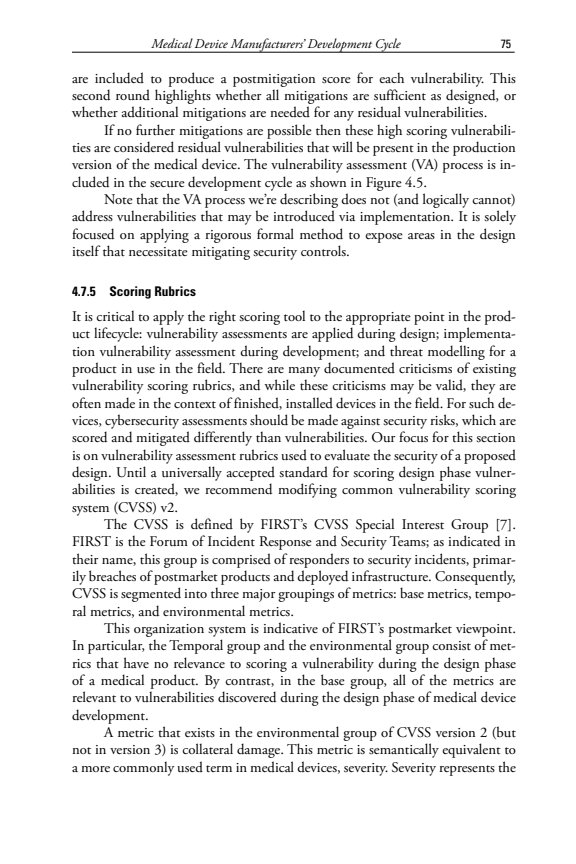 Medical Device Manufacturers’ Development Cycle 75
are included to produce a postmitigation score for each vulnerability. This
second round highlights whether all mitigations are sufficient as designed, or
whether additional mitigations are needed for any residual vulnerabilities.
If no further mitigations are possible then these high scoring vulnerabili-
ties are considered residual vulnerabilities that will be present in the production
version of the medical device. The vulnerability assessment (VA) process is in-
cluded in the secure development cycle as shown in Figure 4.5.
Note that the VA process we’re describing does not (and logically cannot)
address vulnerabilities that may be introduced via implementation. It is solely
focused on applying a rigorous formal method to expose areas in the design
itself that necessitate mitigating security controls.
4.7.5 Scoring Rubrics
It is critical to apply the right scoring tool to the appropriate point in the prod-
uct lifecycle: vulnerability assessments are applied during design; implementa-
tion vulnerability assessment during development; and threat modelling for a
product in use in the field. There are many documented criticisms of existing
vulnerability scoring rubrics, and while these criticisms may be valid, they are
often made in the context of finished, installed devices in the field. For such de-
vices, cybersecurity assessments should be made against security risks, which are
scored and mitigated differently than vulnerabilities. Our focus for this section
is on vulnerability assessment rubrics used to evaluate the security of a proposed
design. Until a universally accepted standard for scoring design phase vulner-
abilities is created, we recommend modifying common vulnerability scoring
system (CVSS) v2.
The CVSS is defined by FIRST’s CVSS Special Interest Group [7].
FIRST is the Forum of Incident Response and Security Teams; as indicated in
their name, this group is comprised of responders to security incidents, primar-
ily breaches of postmarket products and deployed infrastructure. Consequently,
CVSS is segmented into three major groupings of metrics: base metrics, tempo-
ral metrics, and environmental metrics.
This organization system is indicative of FIRST’s postmarket viewpoint.
In particular, the Temporal group and the environmental group consist of met-
rics that have no relevance to scoring a vulnerability during the design phase
of a medical product. By contrast, in the base group, all of the metrics are
relevant to vulnerabilities discovered during the design phase of medical device
development.
A metric that exists in the environmental group of CVSS version 2 (but
not in version 3) is collateral damage. This metric is semantically equivalent to
a more commonly used term in medical devices, severity. Severity represents the